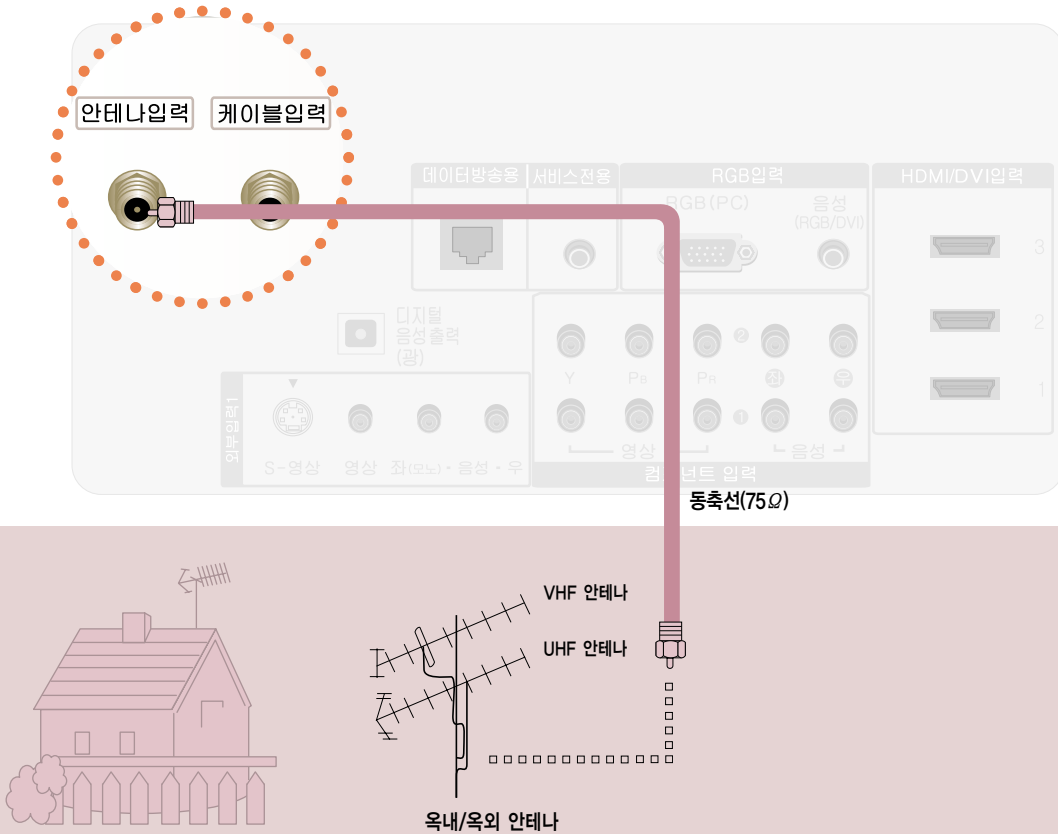 안테나입력 케이블입력
데이터방송용 서비스전용 RGB입력 HDMI/DVI입력
RGB(PC) 음성
(RGB/DVI)
3
디지털
음성출력
(광)
2
②
Y PB PR 좌 우
1
외부입력1
①
S-영상 영상 좌(모노)•음성•우
영상 음성
입력
동축선(75Ω)
VHF 안테나
UHF 안테나
옥내/옥외 안테나